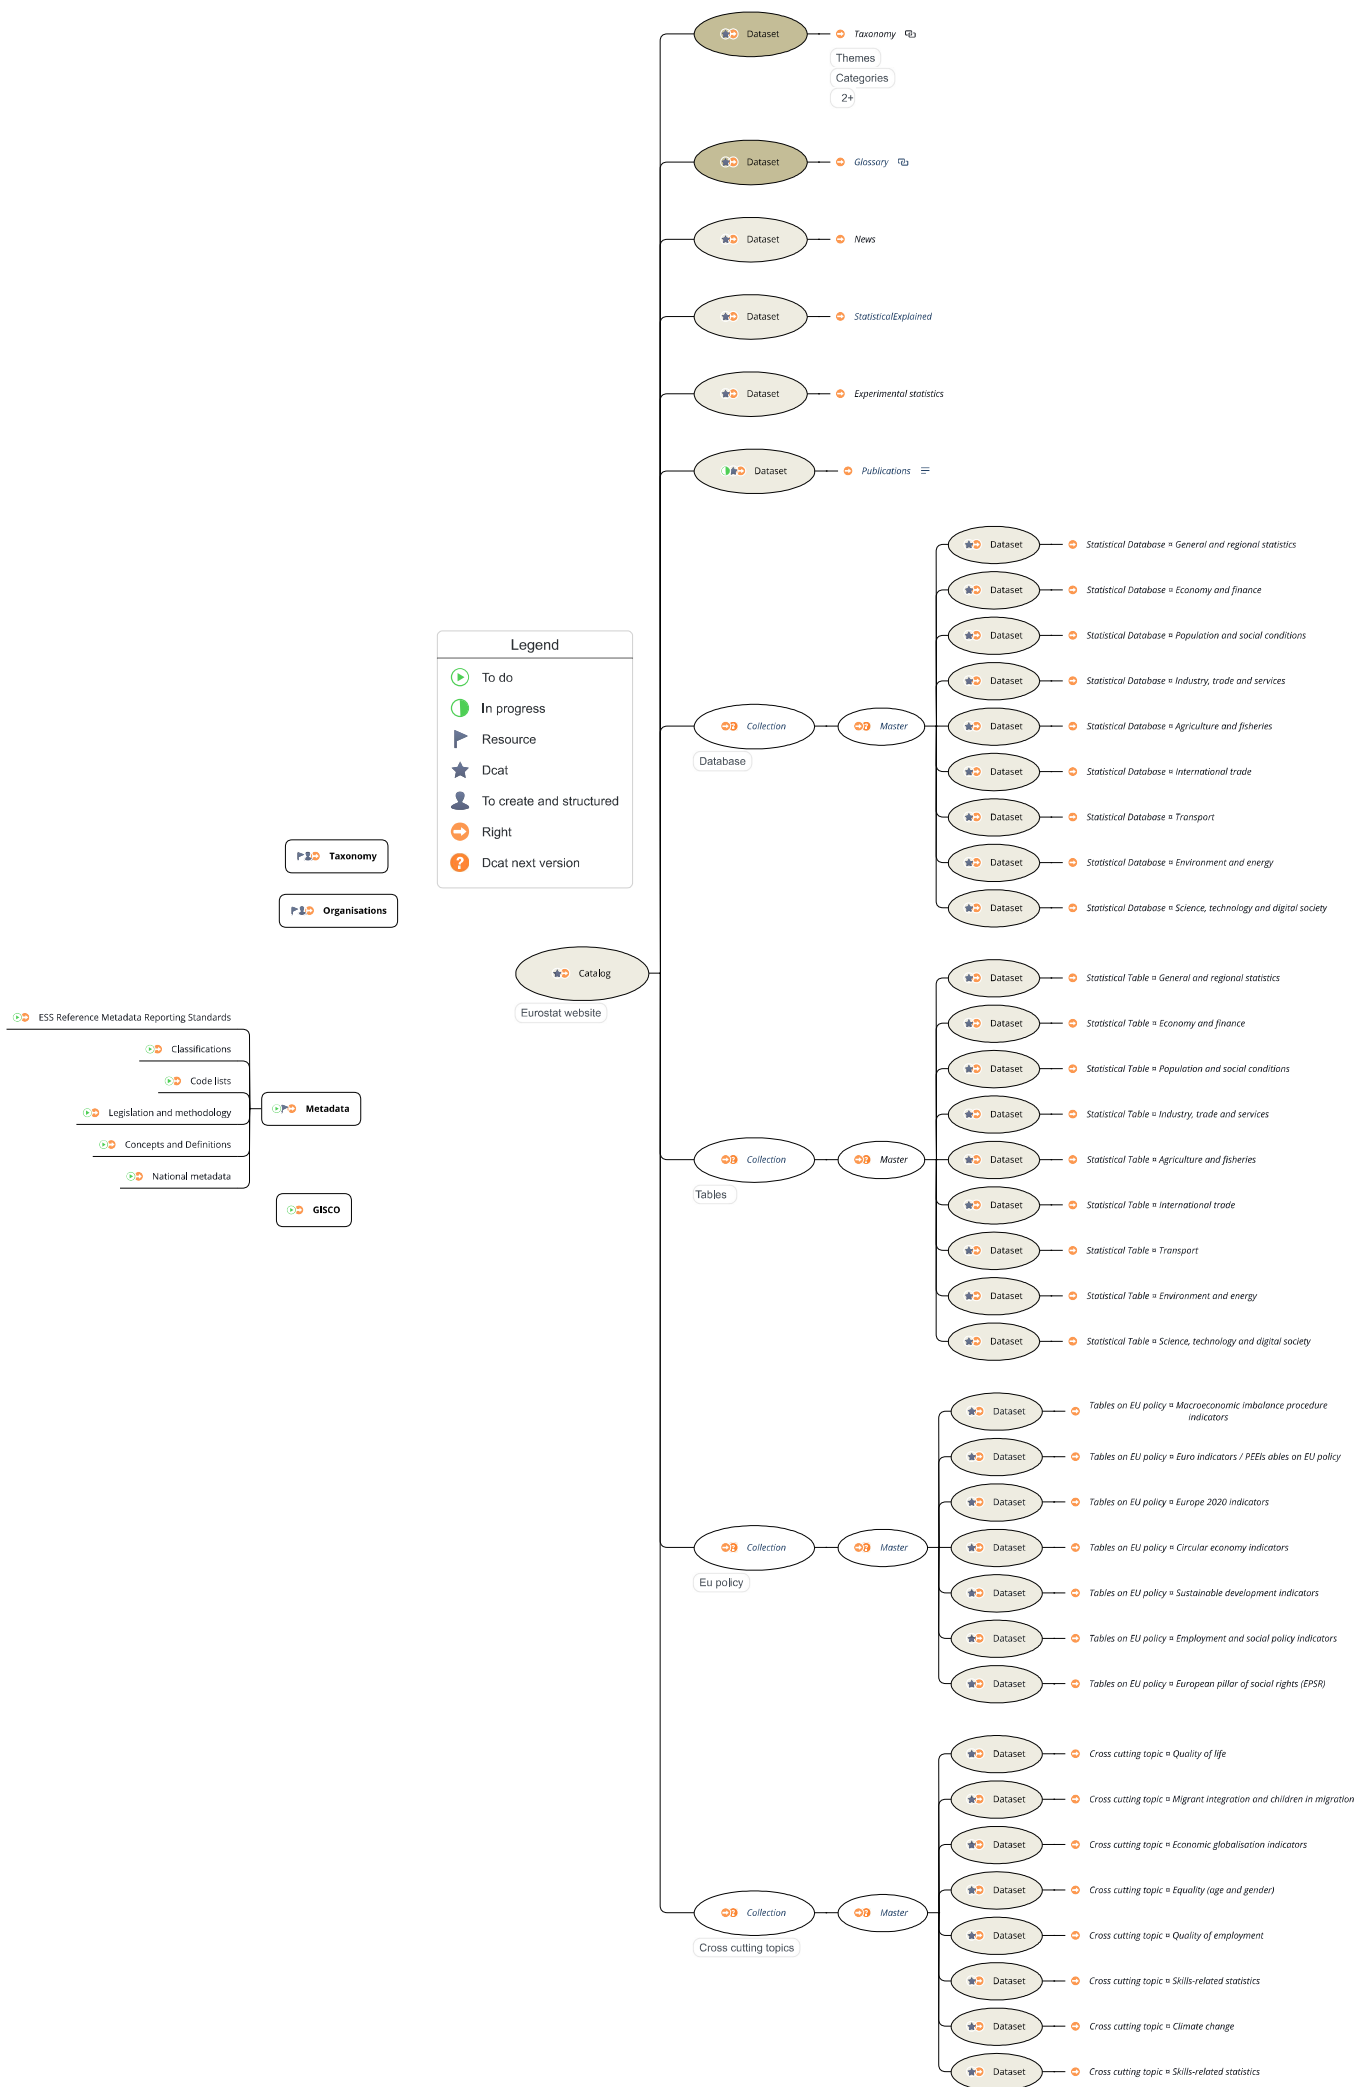 Dataset
Taxonomy
Themes
Categories
2+
Dataset
Glossary
Dataset
News
Dataset
StatisticalExplained
Dataset
Experimental statistics
Dataset
Publications
Dataset
Statistical Database ¤ General and regional statistics
Dataset
Statistical Database ¤ Economy and finance
Dataset
Statistical Database ¤ Population and social conditions
Dataset
Statistical Database ¤ Industry, trade and services
Collection
Database
Master
Dataset
Statistical Database ¤ Agriculture and fisheries
Dataset
Statistical Database ¤ International trade
Dataset
Statistical Database ¤ Transport
Dataset
Statistical Database ¤ Environment and energy
Dataset
Statistical Database ¤ Science, technology and digital society
Legend
To do
In progress
Resource
Dcat
To create and structured
Right
Dcat next version
Taxonomy
Organisations
Catalog
Eurostat website
ESS Reference Metadata Reporting Standards
Classifications
Code lists
Legislation and methodology
Concepts and Definitions
National metadata
Metadata
GISCO
Dataset
Statistical Table ¤ General and regional statistics
Dataset
Statistical Table ¤ Economy and finance
Dataset
Statistical Table ¤ Population and social conditions
Dataset
Statistical Table ¤ Industry, trade and services
Collection
Tables
Master
Dataset
Statistical Table ¤ Agriculture and fisheries
Dataset
Statistical Table ¤ International trade
Dataset
Statistical Table ¤ Transport
Dataset
Statistical Table ¤ Environment and energy
Dataset
Statistical Table ¤ Science, technology and digital society
Dataset
Tables on EU policy ¤ Macroeconomic imbalance procedure
indicators
Dataset
Tables on EU policy ¤ Euro indicators / PEEIs ables on EU policy
Dataset
Tables on EU policy ¤ Europe 2020 indicators
Collection
Eu policy
Master
Dataset
Tables on EU policy ¤ Circular economy indicators
Dataset
Tables on EU policy ¤ Sustainable development indicators
Dataset
Tables on EU policy ¤ Employment and social policy indicators
Dataset
Tables on EU policy ¤ European pillar of social rights (EPSR)
Dataset
Cross cutting topic ¤ Quality of life
Dataset
Cross cutting topic ¤ Migrant integration and children in migration
Dataset
Cross cutting topic ¤ Economic globalisation indicators
Dataset
Cross cutting topic ¤ Equality (age and gender)
Collection
Cross cutting topics
Master
Dataset
Cross cutting topic ¤ Quality of employment
Dataset
Cross cutting topic ¤ Skills-related statistics
Dataset
Cross cutting topic ¤ Climate change
Dataset
Cross cutting topic ¤ Skills-related statistics